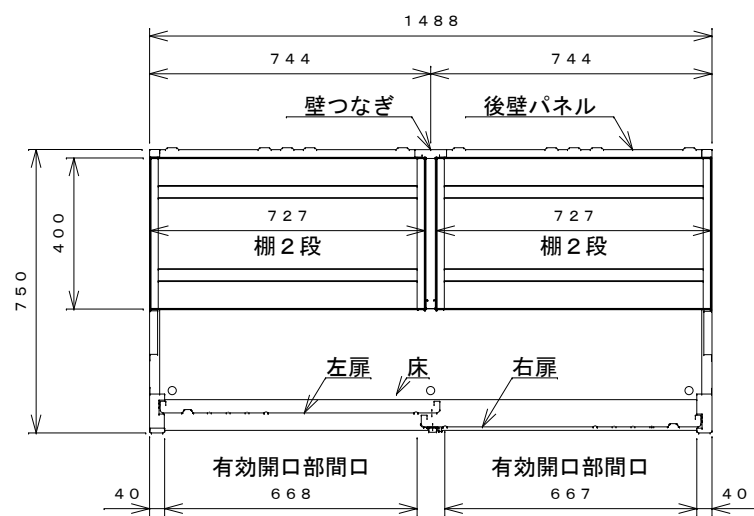 1488
744 744
壁つなぎ 後壁パネル
727 727
棚2段 棚2段
400
750
左扉 床 右扉
有効開口部間口 有効開口部間口
40 668 667 40